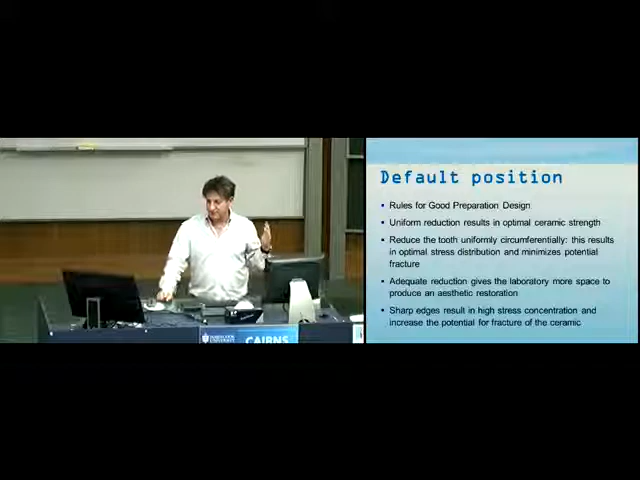 Default position
Rules for Good Preparation Design
Uniform reduction results in optimal ceramic strength
Reduce the tooth uniformly circumferentially: this results
in optimal stress distribution and minimizes potential
fracture
Adequate reduction gives the laboratory more space to
produce an aesthetic restoration
Sharp edges result in high stress concentration and
increase the potential for fracture of the ceramic
CAIRNS